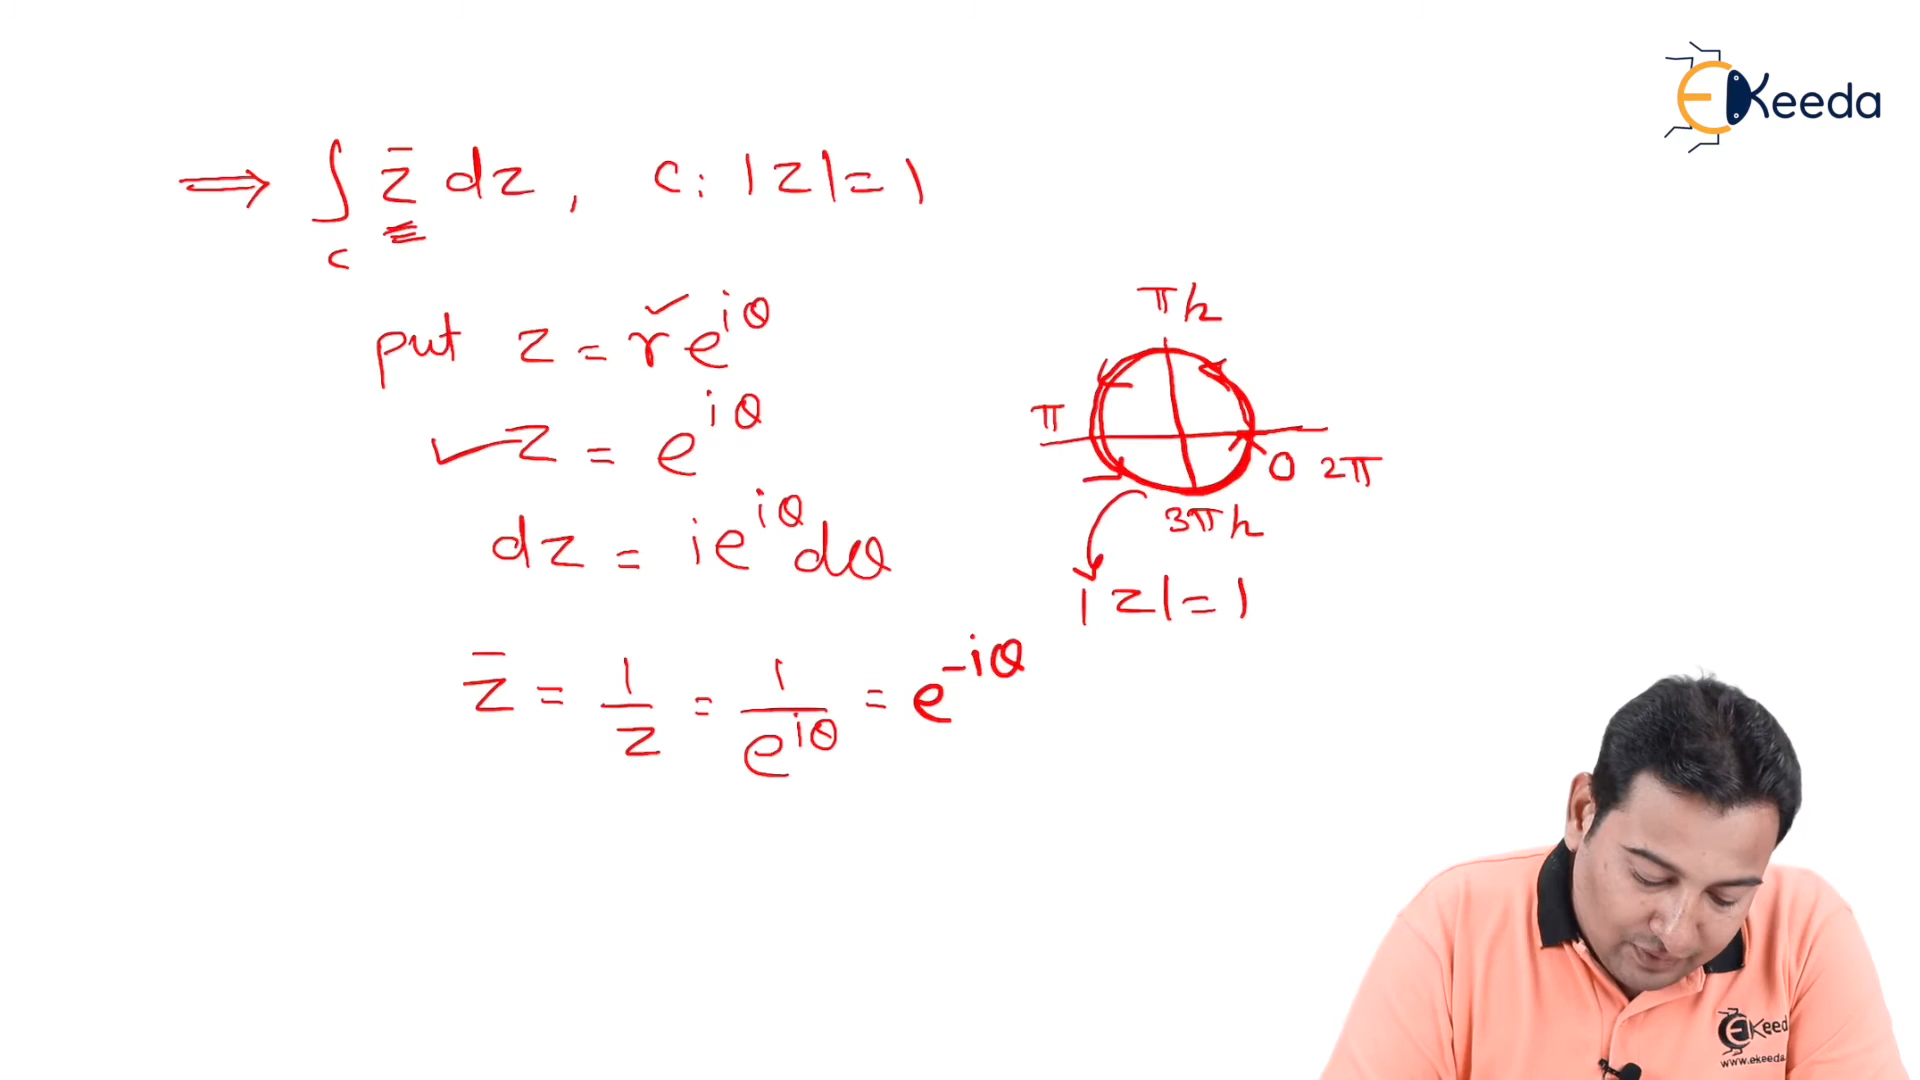 EKeeda
⟹ ∫_c z̄ dz, c: |z| = 1
put z = re^{iθ}
z = e^{iθ}
dz = ie^{iθ}dθ
z̄ = 1/z = 1/e^{iθ} = e^{-iθ}
π/2
π
0 2π
3π/2
|z| = 1
EKeed
www.ekeeda.